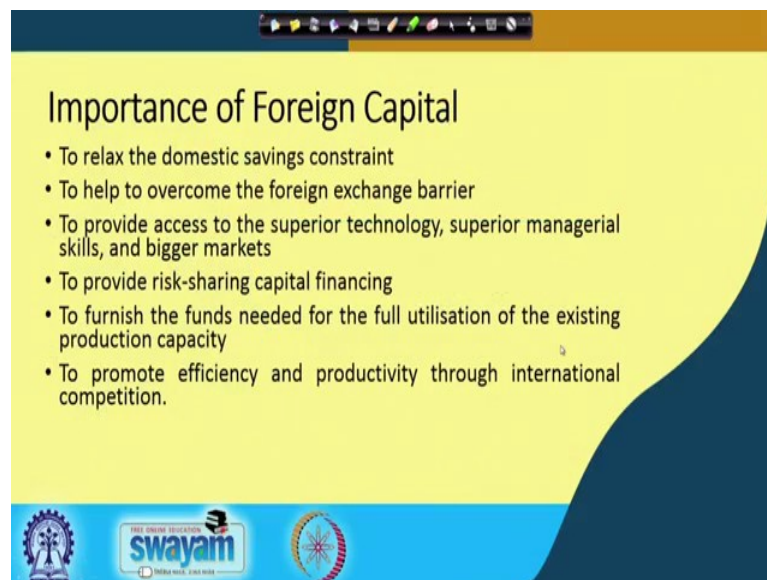 Importance of Foreign Capital
• To relax the domestic savings constraint
• To help to overcome the foreign exchange barrier
• To provide access to the superior technology, superior managerial
skills, and bigger markets
• To provide risk-sharing capital financing
• To furnish the funds needed for the full utilisation of the existing
production capacity
• To promote efficiency and productivity through international
competition.
FREE ONLINE EDUCATION
swayam